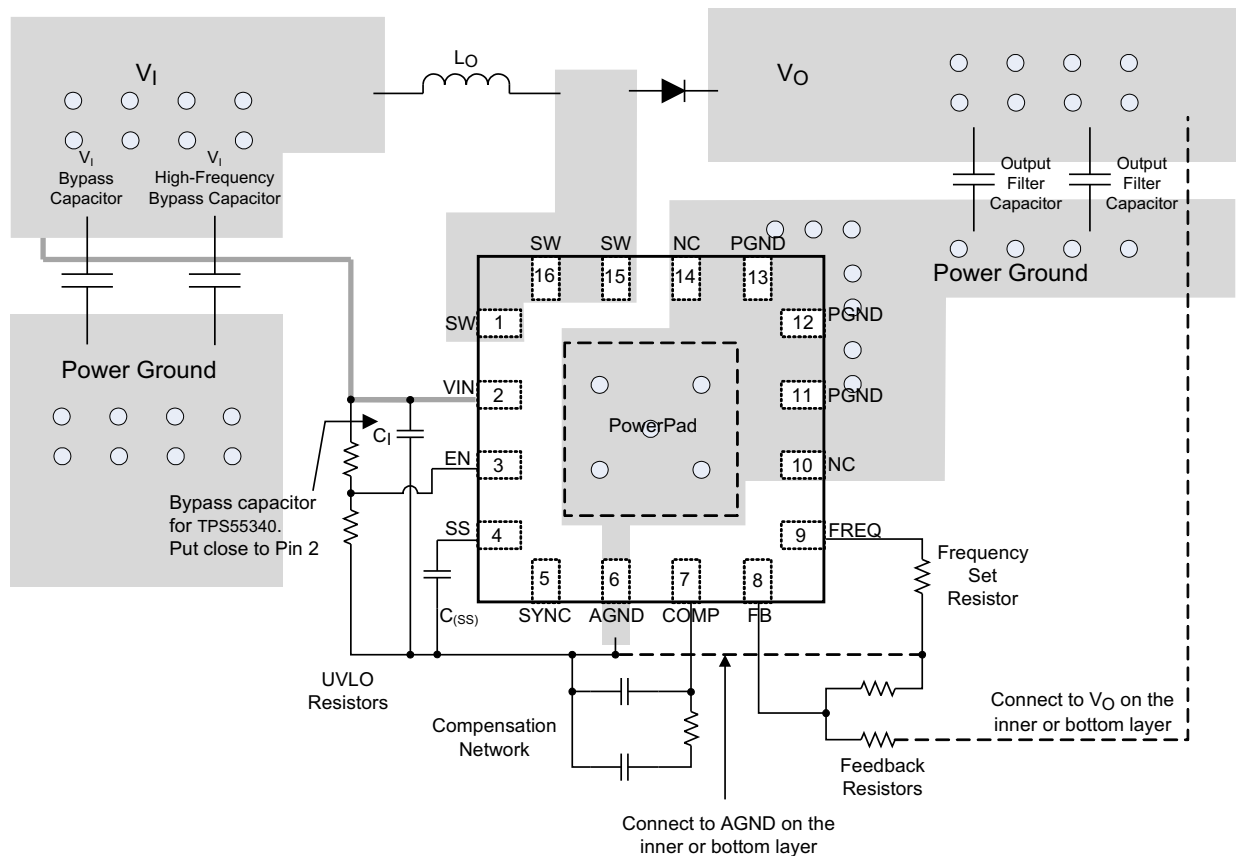 LO
VI
VO
VI
Bypass
Capacitor
VI
High-Frequency
Bypass Capacitor
Output
Filter
Capacitor
Output
Filter
Capacitor
SW
SW
NC
PGND
16
15
14
13
Power Ground
SW
1
12
PGND
Power Ground
VIN
2
11
PGND
PowerPad
CI
EN
3
10
NC
Bypass capacitor
for TPS55340.
Put close to Pin 2
SS
4
9
FREQ
Frequency
Set
Resistor
5
6
7
8
C(SS)
SYNC
AGND
COMP
FB
UVLO
Resistors
Compensation
Network
Connect to VO on the
inner or bottom layer
Feedback
Resistors
Connect to AGND on the
inner or bottom layer